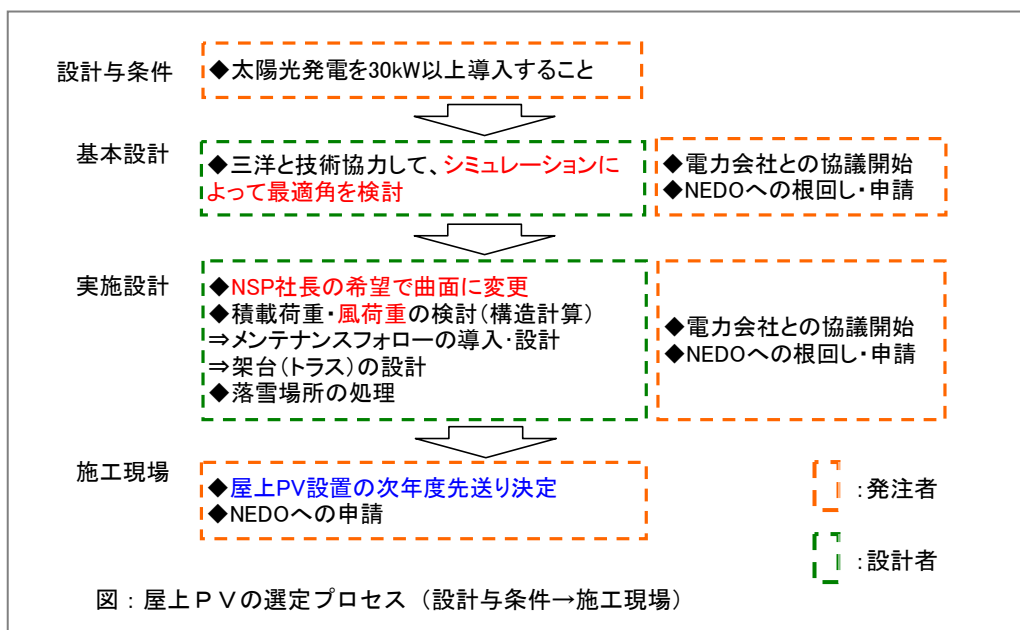 設計与条件
◆太陽光発電を30kW以上導入すること
基本設計
◆三洋と技術協力して、シミュレーションに
よって最適角を検討
◆電力会社との協議開始
◆NEDOへの根回し・申請
実施設計
◆NSP社長の希望で曲面に変更
◆積載荷重・風荷重の検討(構造計算)
⇒メンテナンスフォローの導入・設計
⇒架台(トラス)の設計
◆落雪場所の処理
◆電力会社との協議開始
◆NEDOへの根回し・申請
施工現場
◆屋上PV設置の次年度先送り決定
◆NEDOへの申請
:発注者
:設計者
図:屋上PVの選定プロセス (設計与条件→施工現場)